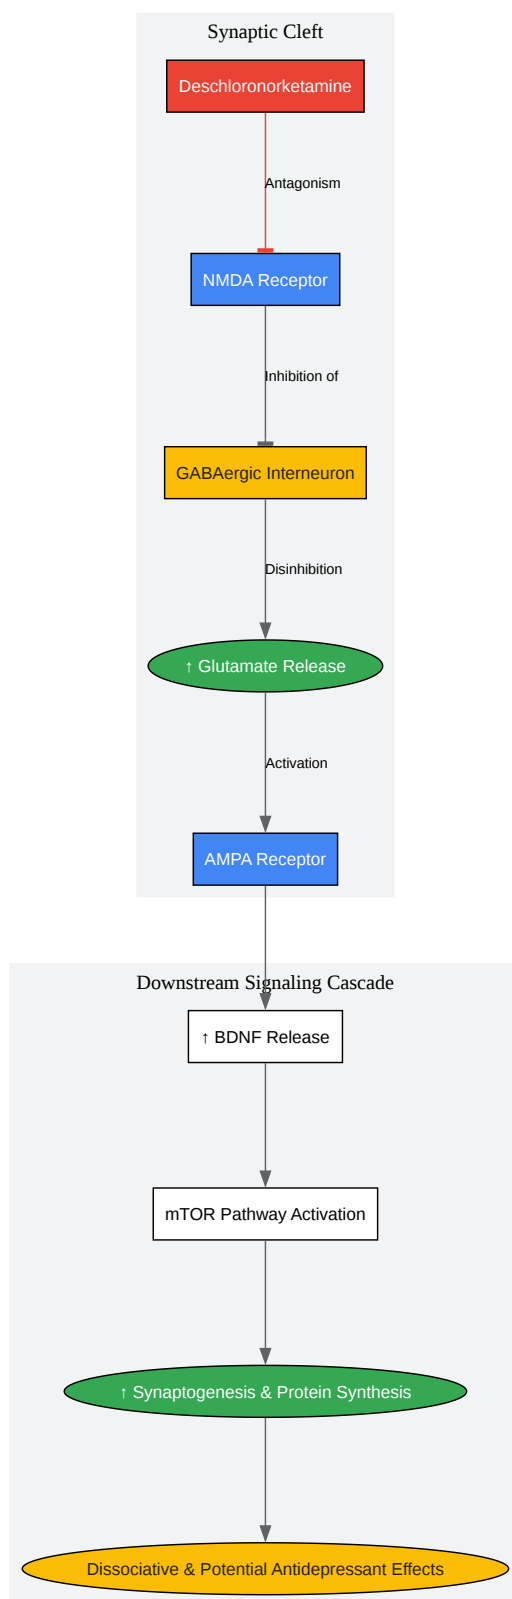 Synaptic Cleft
Deschloronorketamine
Antagonism
NMDA Receptor
Inhibition of
GABAergic Interneuron
Disinhibition
↑ Glutamate Release
Activation
AMPA Receptor
Downstream Signaling Cascade
↑ BDNF Release
mTOR Pathway Activation
↑ Synaptogenesis & Protein Synthesis
Dissociative & Potential Antidepressant Effects